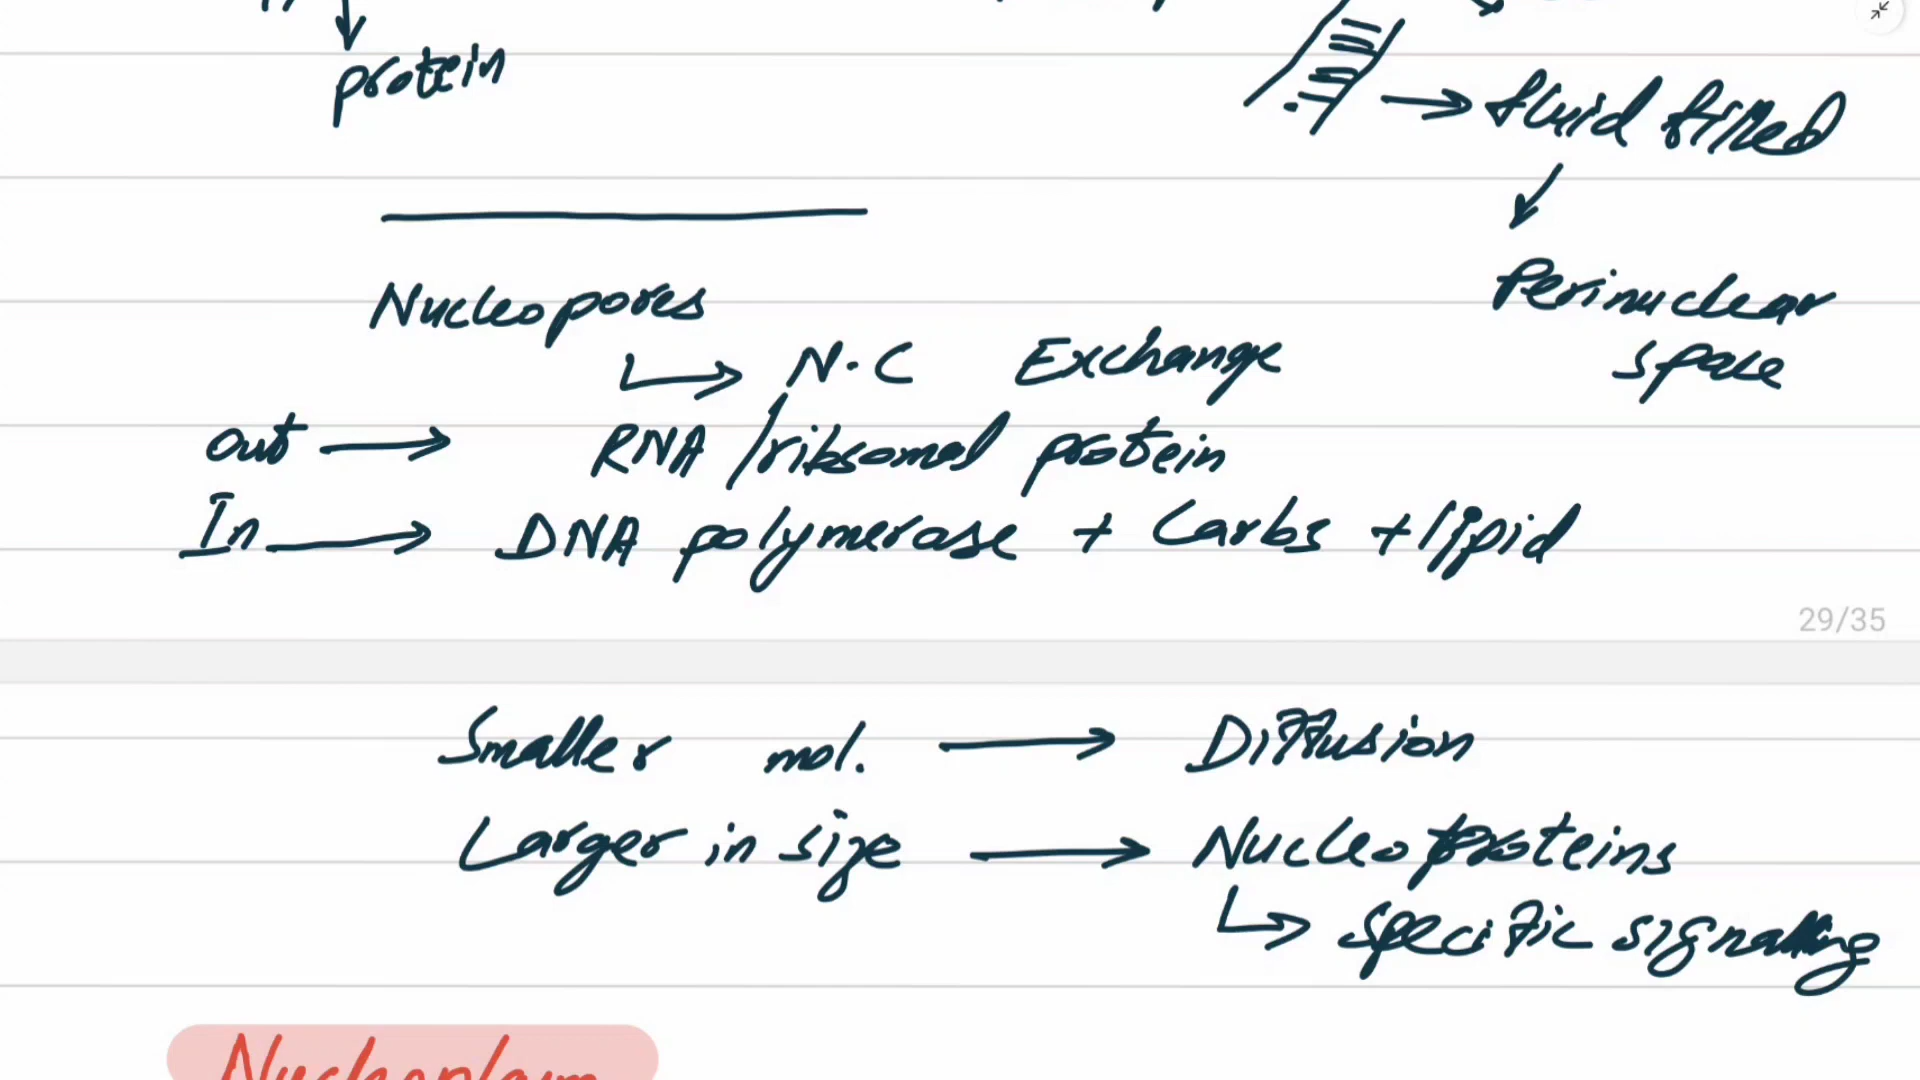 protein
fluid filled
Perinuclear
space
Nucleopores
N.C Exchange
out → RNA /ribsomal protein
In → DNA polymerase + Carbs + lipid
29/35
Smaller mol. → Diffusion
Larger in size → Nucleoproteins
specific signalling